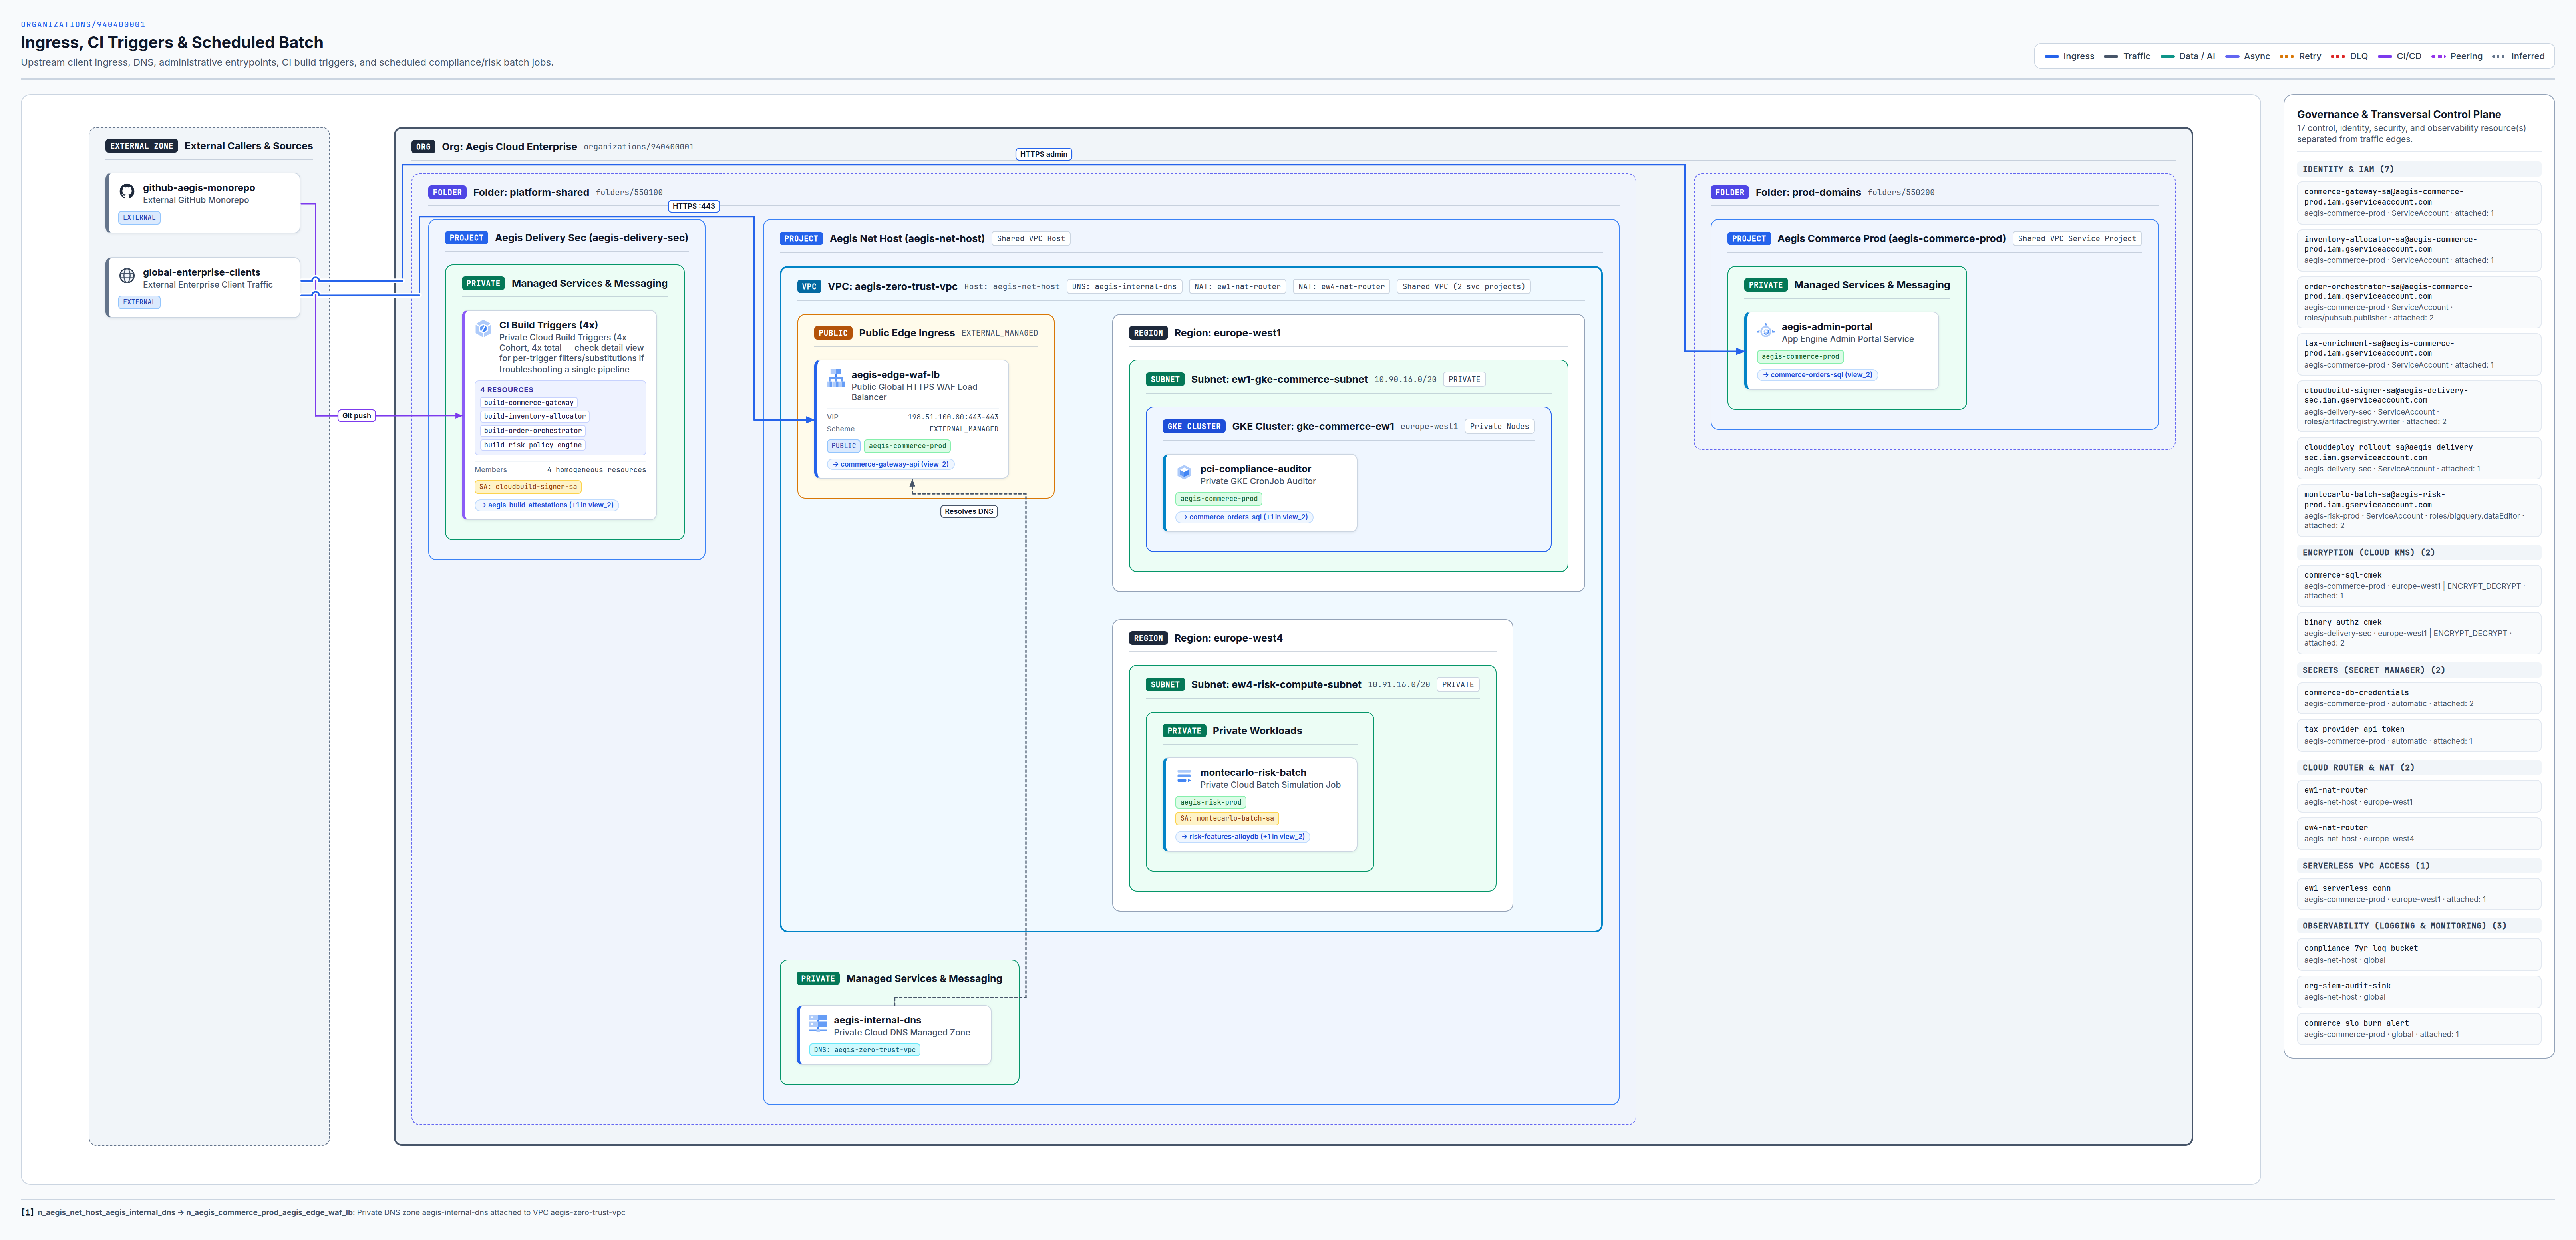 ORGANIZATIONS/940400001
Ingress, CI Triggers & Scheduled Batch
Upstream client ingress, DNS, administrative entrypoints, CI build triggers, and scheduled compliance/risk batch jobs.
Ingress Traffic Data / AI Async Retry DLQ CI/CD Peering Inferred
EXTERNAL ZONE External Callers & Sources
github-aegis-monorepo
External GitHub Monorepo
EXTERNAL
global-enterprise-clients
External Enterprise Client Traffic
EXTERNAL
Git push
ORG Org: Aegis Cloud Enterprise organizations/940400001
HTTPS admin
FOLDER Folder: platform-shared folders/550100
HTTPS :443
PROJECT Aegis Delivery Sec (aegis-delivery-sec)
PRIVATE Managed Services & Messaging
CI Build Triggers (4x)
Private Cloud Build Triggers (4x
Cohort, 4x total — check detail view
for per-trigger filters/substitutions if
troubleshooting a single pipeline
4 RESOURCES
build-commerce-gateway
build-inventory-allocator
build-order-orchestrator
build-risk-policy-engine
Members 4 homogeneous resources
SA: cloudbuild-signer-sa
→ aegis-build-attestations (+1 in view_2)
PROJECT Aegis Net Host (aegis-net-host) Shared VPC Host
VPC VPC: aegis-zero-trust-vpc Host: aegis-net-host DNS: aegis-internal-dns NAT: ew1-nat-router NAT: ew4-nat-router Shared VPC (2 svc projects)
PUBLIC Public Edge Ingress EXTERNAL_MANAGED
aegis-edge-waf-lb
Public Global HTTPS WAF Load
Balancer
VIP 198.51.100.80:443-443
Scheme EXTERNAL_MANAGED
PUBLIC aegis-commerce-prod
→ commerce-gateway-api (view_2)
Resolves DNS
REGION Region: europe-west1
SUBNET Subnet: ew1-gke-commerce-subnet 10.90.16.0/20 PRIVATE
GKE CLUSTER GKE Cluster: gke-commerce-ew1 europe-west1 Private Nodes
pci-compliance-auditor
Private GKE CronJob Auditor
aegis-commerce-prod
→ commerce-orders-sql (+1 in view_2)
REGION Region: europe-west4
SUBNET Subnet: ew4-risk-compute-subnet 10.91.16.0/20 PRIVATE
PRIVATE Private Workloads
montecarlo-risk-batch
Private Cloud Batch Simulation Job
aegis-risk-prod
SA: montecarlo-batch-sa
→ risk-features-alloydb (+1 in view_2)
PRIVATE Managed Services & Messaging
aegis-internal-dns
Private Cloud DNS Managed Zone
DNS: aegis-zero-trust-vpc
FOLDER Folder: prod-domains folders/550200
PROJECT Aegis Commerce Prod (aegis-commerce-prod) Shared VPC Service Project
PRIVATE Managed Services & Messaging
aegis-admin-portal
App Engine Admin Portal Service
aegis-commerce-prod
→ commerce-orders-sql (view_2)
Governance & Transversal Control Plane
17 control, identity, security, and observability resource(s)
separated from traffic edges.
IDENTITY & IAM (7)
commerce-gateway-sa@aegis-commerce-
prod.iam.gserviceaccount.com
aegis-commerce-prod · ServiceAccount · attached: 1
inventory-allocator-sa@aegis-commerce-
prod.iam.gserviceaccount.com
aegis-commerce-prod · ServiceAccount · attached: 1
order-orchestrator-sa@aegis-commerce-
prod.iam.gserviceaccount.com
aegis-commerce-prod · ServiceAccount ·
roles/pubsub.publisher · attached: 2
tax-enrichment-sa@aegis-commerce-
prod.iam.gserviceaccount.com
aegis-commerce-prod · ServiceAccount · attached: 1
cloudbuild-signer-sa@aegis-delivery-
sec.iam.gserviceaccount.com
aegis-delivery-sec · ServiceAccount ·
roles/artifactregistry.writer · attached: 2
clouddeploy-rollout-sa@aegis-delivery-
sec.iam.gserviceaccount.com
aegis-delivery-sec · ServiceAccount · attached: 1
montecarlo-batch-sa@aegis-risk-
prod.iam.gserviceaccount.com
aegis-risk-prod · ServiceAccount · roles/bigquery.dataEditor ·
attached: 2
ENCRYPTION (CLOUD KMS) (2)
commerce-sql-cmek
aegis-commerce-prod · europe-west1 | ENCRYPT_DECRYPT ·
attached: 1
binary-authz-cmek
aegis-delivery-sec · europe-west1 | ENCRYPT_DECRYPT ·
attached: 2
SECRETS (SECRET MANAGER) (2)
commerce-db-credentials
aegis-commerce-prod · automatic · attached: 2
tax-provider-api-token
aegis-commerce-prod · automatic · attached: 1
CLOUD ROUTER & NAT (2)
ew1-nat-router
aegis-net-host · europe-west1
ew4-nat-router
aegis-net-host · europe-west4
SERVERLESS VPC ACCESS (1)
ew1-serverless-conn
aegis-commerce-prod · europe-west1 · attached: 1
OBSERVABILITY (LOGGING & MONITORING) (3)
compliance-7yr-log-bucket
aegis-net-host · global
org-siem-audit-sink
aegis-net-host · global
commerce-slo-burn-alert
aegis-commerce-prod · global · attached: 1
[1] n_aegis_net_host_aegis_internal_dns → n_aegis_commerce_prod_aegis_edge_waf_lb: Private DNS zone aegis-internal-dns attached to VPC aegis-zero-trust-vpc